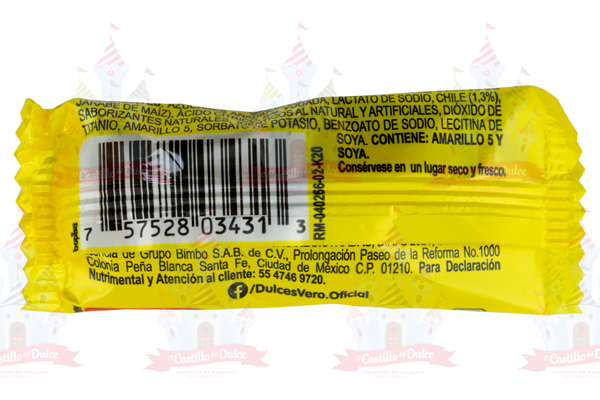 JARABE DE MAÍZ), ÁCIDOS LACTATO DE SODIO, CHILE (1,3%),
SABORIZANTES NATURALES AL NATURAL Y ARTIFICIALES, DIÓXIDO DE
TITANIO, AMARILLO 5, SORBATO DE POTASIO, BENZOATO DE SODIO, LECITINA DE
SOYA. CONTIENE: AMARILLO 5 Y
SOYA.
Consérvese en un lugar seco y fresco.
RM-040266-02-K20
7 57528 03431 3
de Grupo Bimbo S.A.B. de C.V., Prolongación Paseo de la Reforma No.1000
Colonia Peña Blanca Santa Fe, Ciudad de México C.P. 01210. Para Declaración
Nutrimental y Atención al cliente: 55 4746 9720.
/DulcesVero.Oficial
El Castillo del Dulce